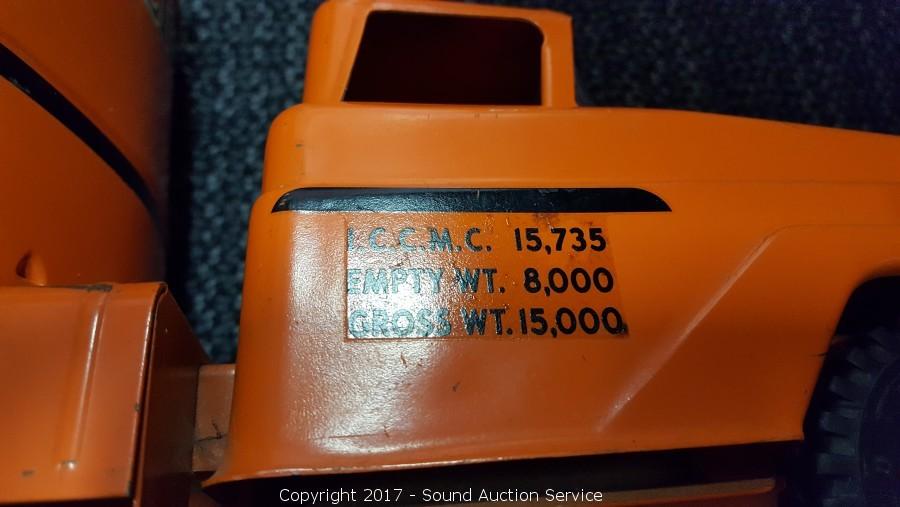 I.C.C.M.C. 15,735
EMPTY WT. 8,000
GROSS WT. 15,000
Copyright 2017 - Sound Auction Service